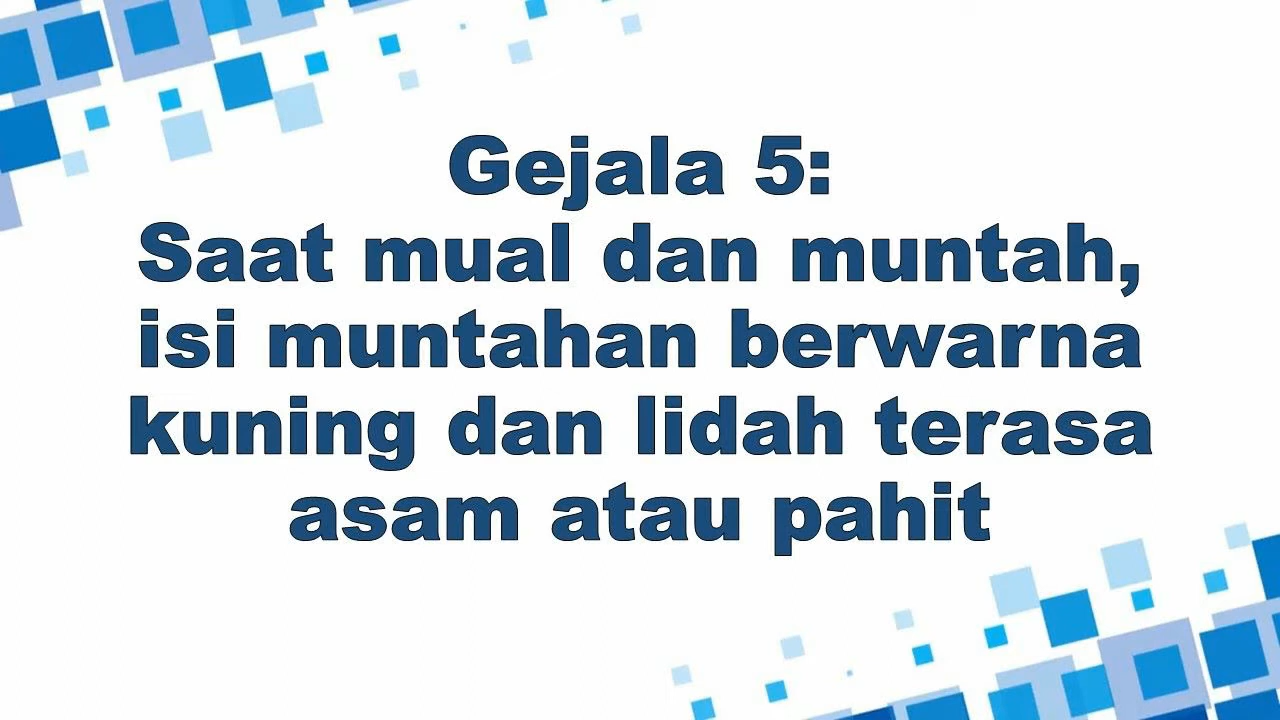 Gejala 5:
Saat mual dan muntah,
isi muntahan berwarna
kuning dan lidah terasa
asam atau pahit